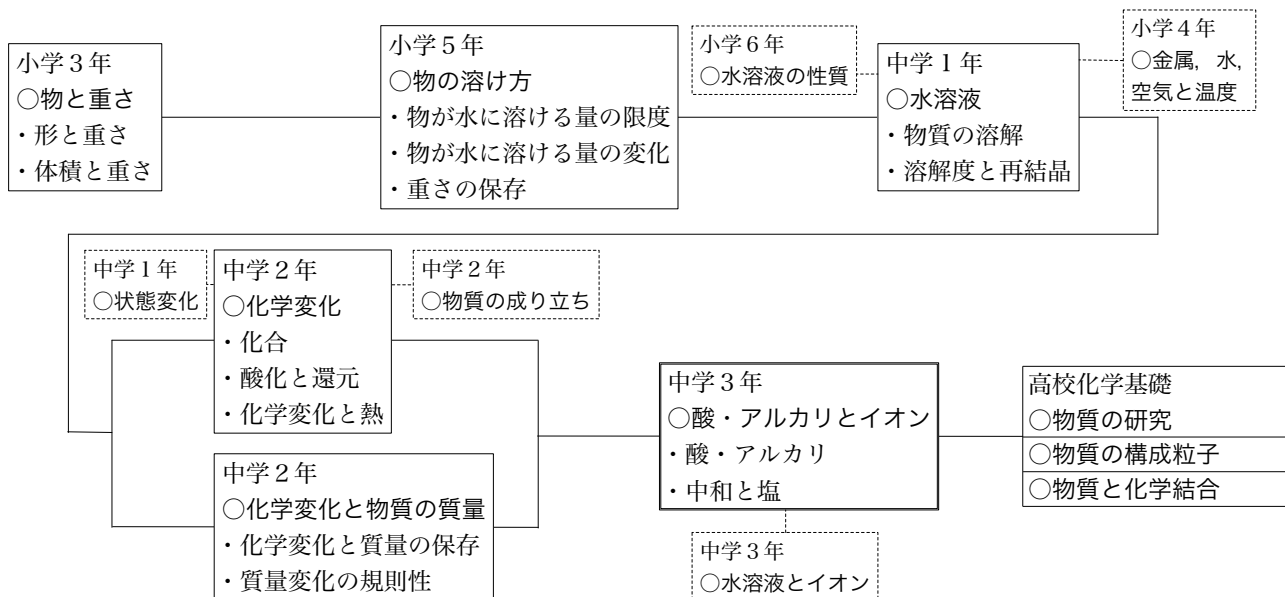 小学３年
○物と重さ
・形と重さ
・体積と重さ
小学５年
○物の溶け方
・物が水に溶ける量の限度
・物が水に溶ける量の変化
・重さの保存
小学６年
○水溶液の性質
中学１年
○水溶液
・物質の溶解
・溶解度と再結晶
小学４年
○金属，水，
空気と温度
中学１年
○状態変化
中学２年
○化学変化
・化合
・酸化と還元
・化学変化と熱
中学２年
○物質の成り立ち
中学２年
○化学変化と物質の質量
・化学変化と質量の保存
・質量変化の規則性
中学３年
○酸・アルカリとイオン
・酸・アルカリ
・中和と塩
中学３年
○水溶液とイオン
高校化学基礎
○物質の研究
○物質の構成粒子
○物質と化学結合